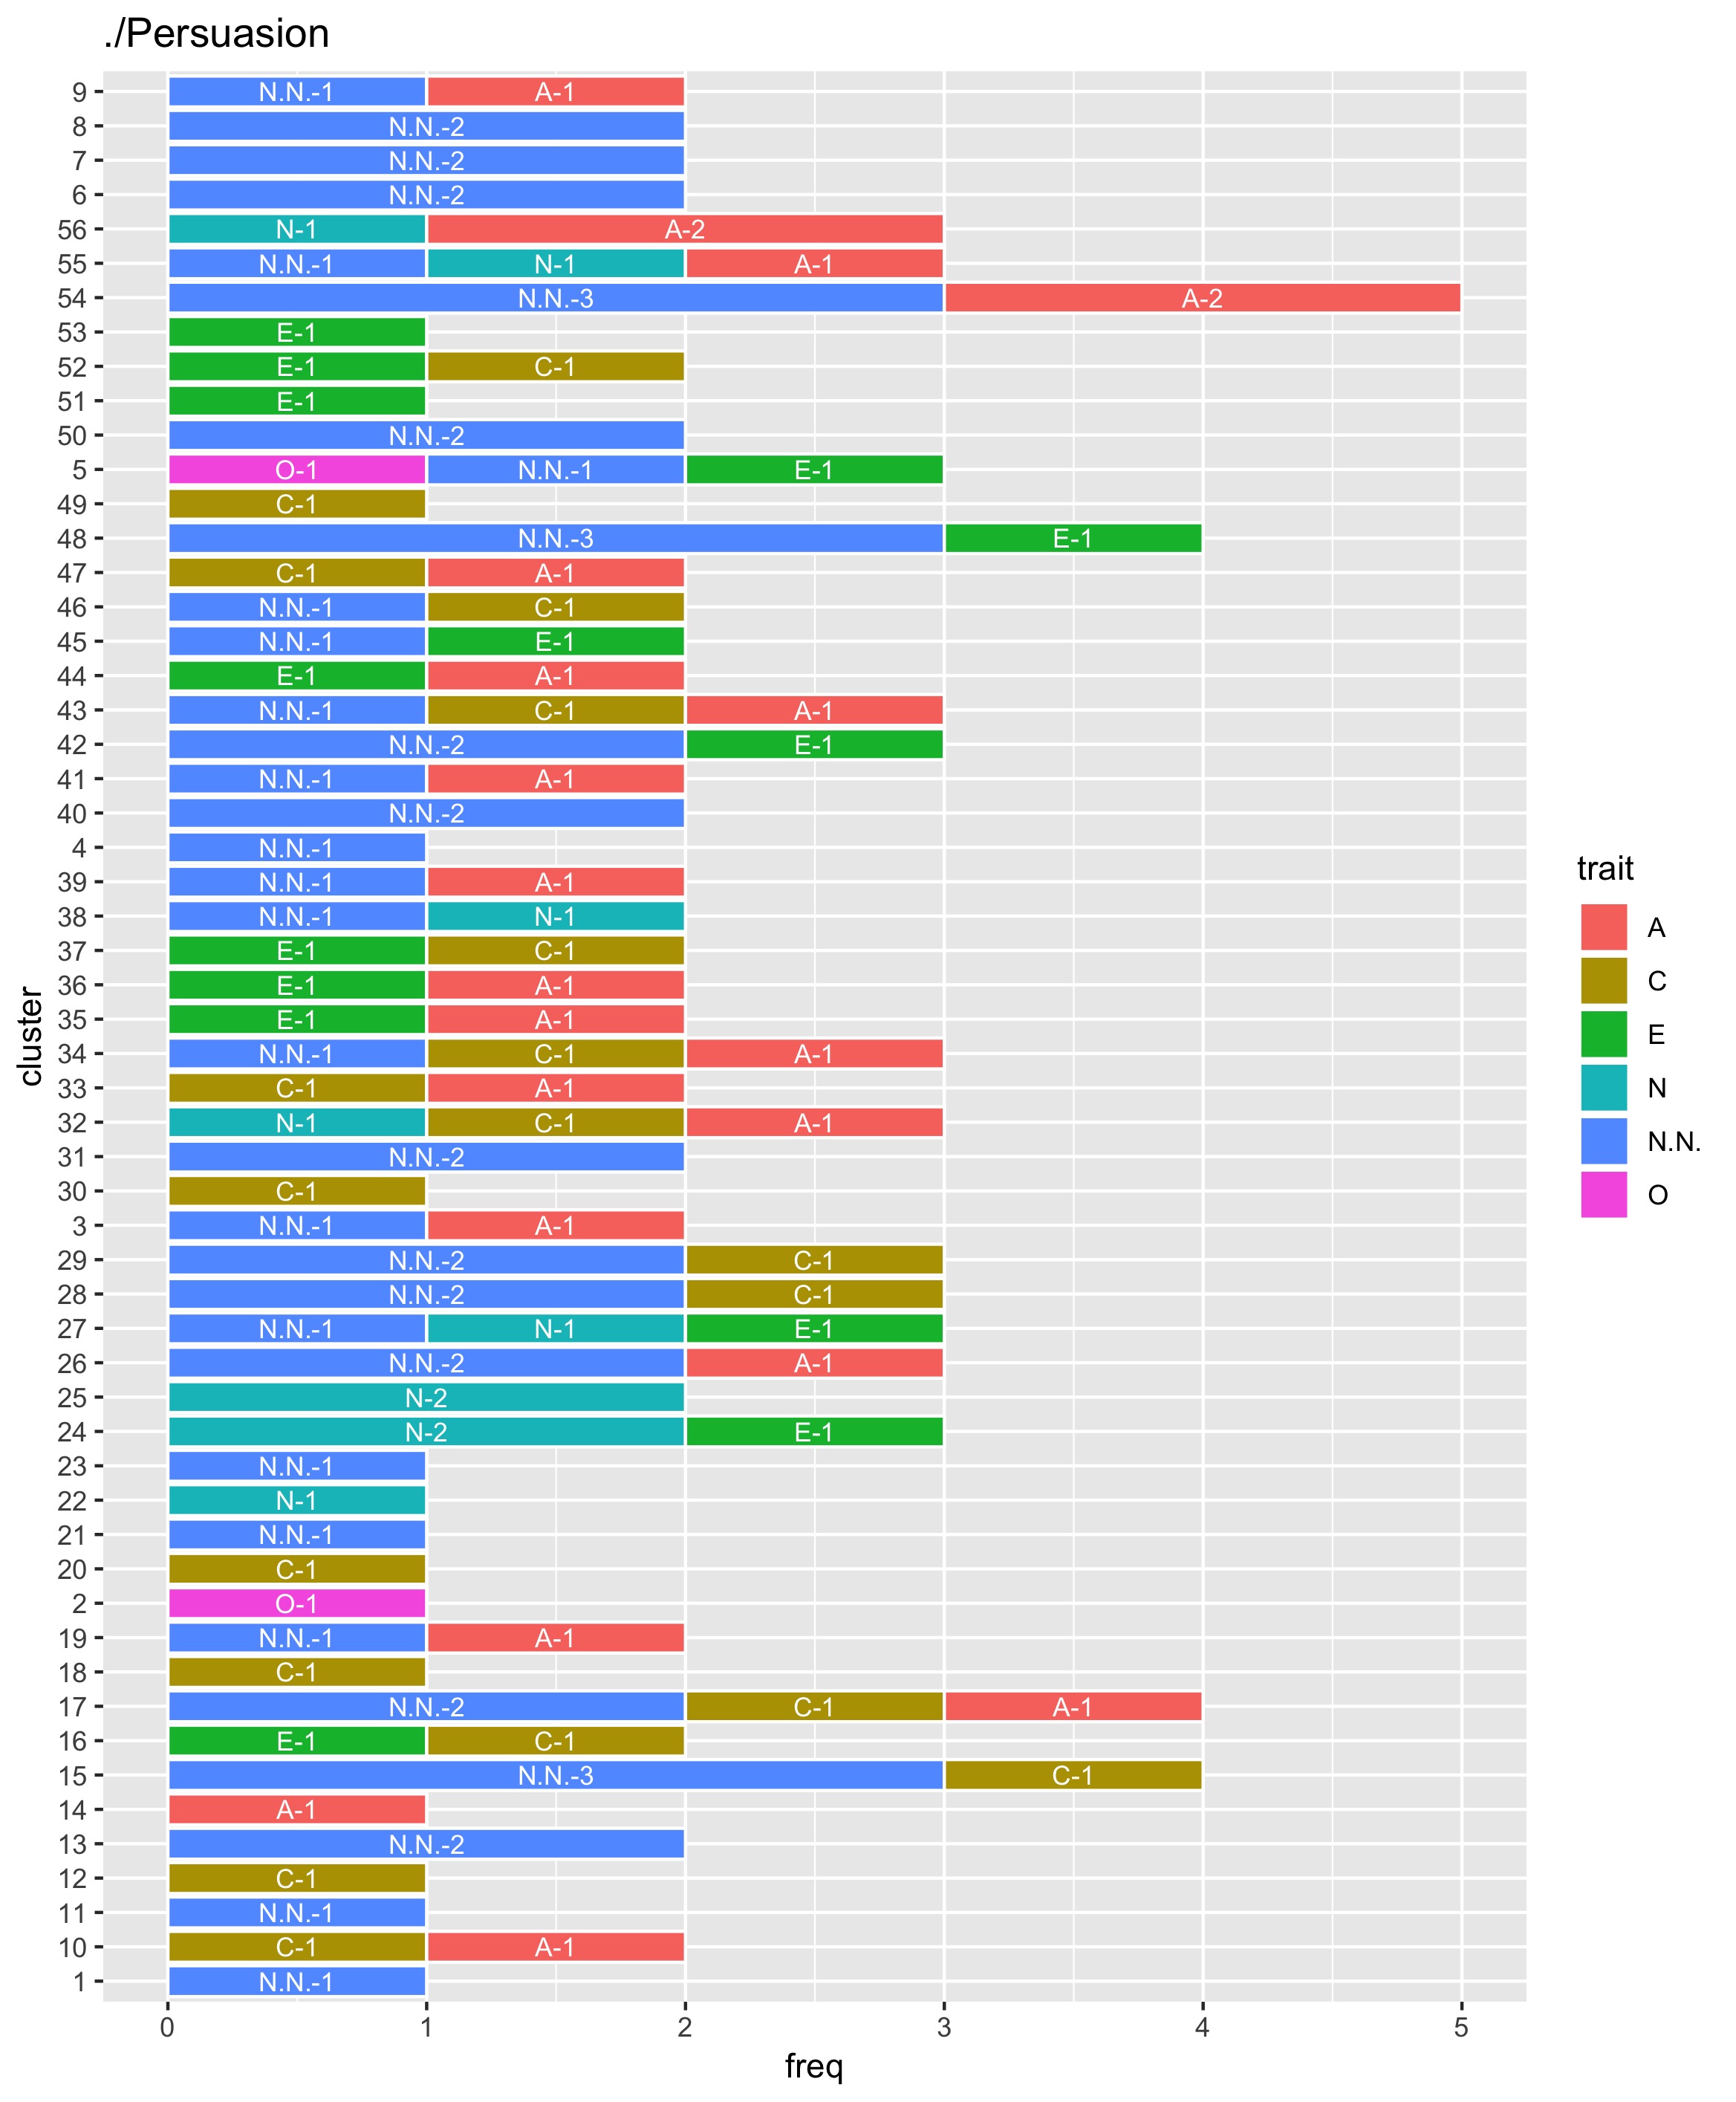 ./Persuasion
9 N.N.-1 A-1
8 N.N.-2
7 N.N.-2
6 N.N.-2
56 N-1 A-2
55 N.N.-1 N-1 A-1
54 N.N.-3 A-2
53 E-1
52 E-1 C-1
51 E-1
50 N.N.-2
5 O-1 N.N.-1 E-1
49 C-1
48 N.N.-3 E-1
47 C-1 A-1
46 N.N.-1 C-1
45 N.N.-1 E-1
44 E-1 A-1
43 N.N.-1 C-1 A-1
42 N.N.-2 E-1
41 N.N.-1 A-1
40 N.N.-2
4 N.N.-1
39 N.N.-1 A-1
38 N.N.-1 N-1
37 E-1 C-1
36 E-1 A-1
35 E-1 A-1
34 N.N.-1 C-1 A-1
33 C-1 A-1
32 N-1 C-1 A-1
31 N.N.-2
30 C-1
3 N.N.-1 A-1
29 N.N.-2 C-1
28 N.N.-2 C-1
27 N.N.-1 N-1 E-1
26 N.N.-2 A-1
25 N-2
24 N-2 E-1
23 N.N.-1
22 N-1
21 N.N.-1
20 C-1
2 O-1
19 N.N.-1 A-1
18 C-1
17 N.N.-2 C-1 A-1
16 E-1 C-1
15 N.N.-3 C-1
14 A-1
13 N.N.-2
12 C-1
11 N.N.-1
10 C-1 A-1
1 N.N.-1
0 1 2 3 4 5
freq
cluster
trait
A
C
E
N
N.N.
O